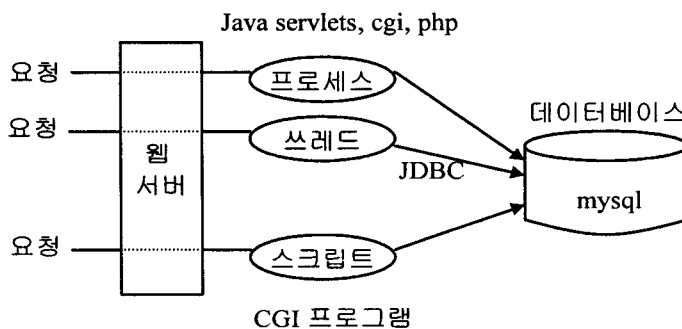 Java servlets, cgi, php
요청
프로세스
데이터베이스
요청
쓰레드
웹
서버
JDBC
mysql
요청
스크립트
CGI 프로그램